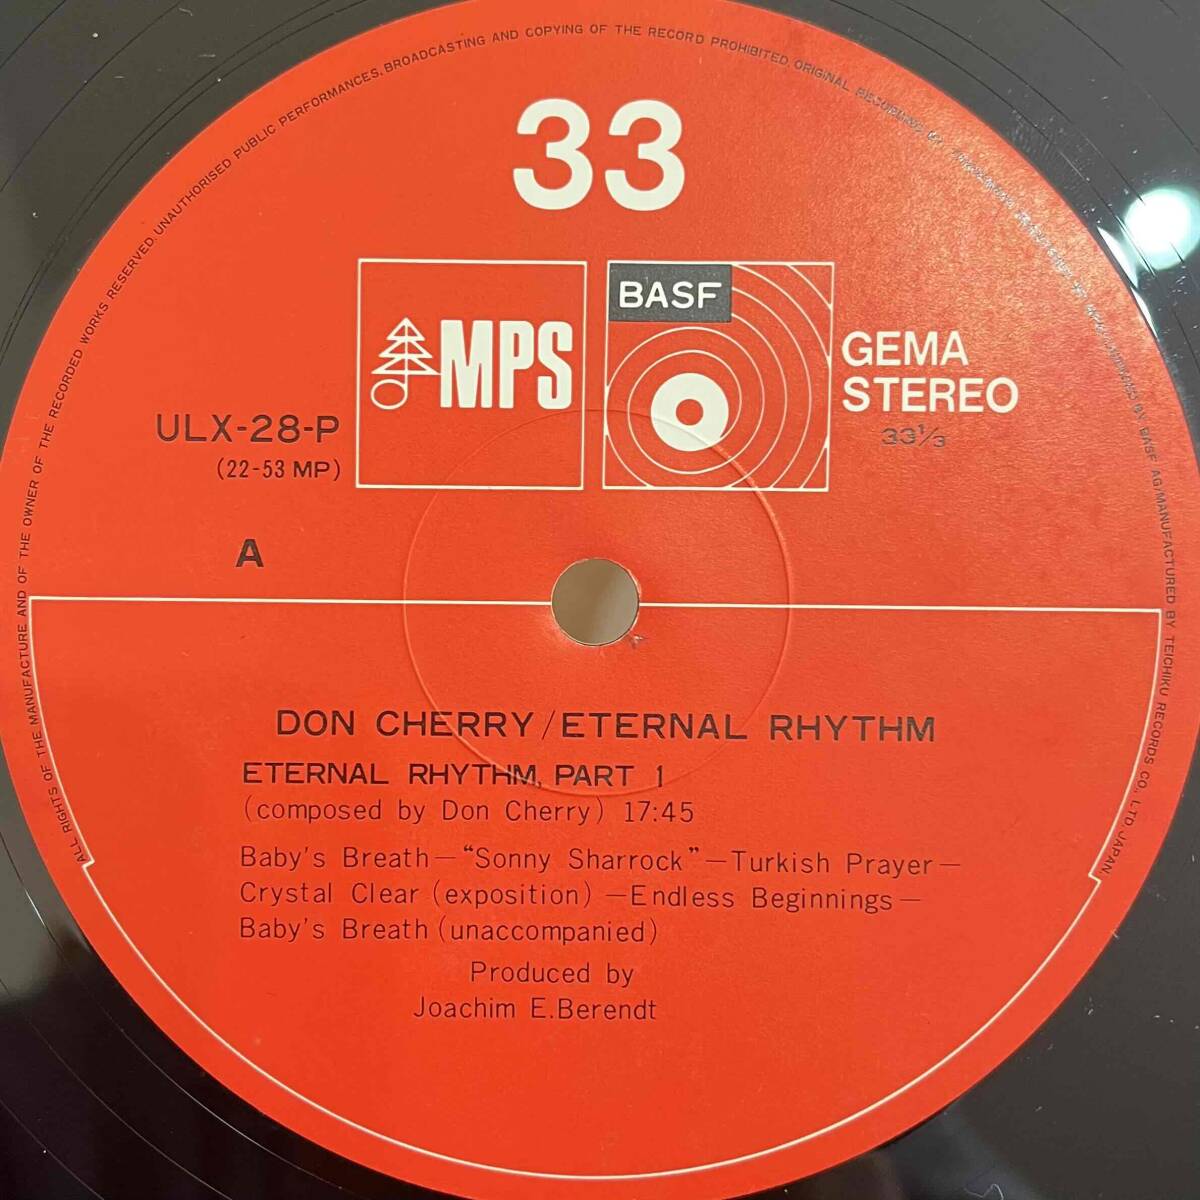 ALL RIGHTS OF THE MANUFACTURE AND OF THE OWNER OF THE RECORDED WORKS RESERVED. UNAUTHORISED PUBLIC PERFORMANCES, BROADCASTING AND COPYING OF THE RECORD PROHIBITED. ORIGINAL RECORDING BY BASF AG/MANUFACTURED BY TEICHIKU RECORDS CO., LTD JAPAN.
33
MPS
BASF
GEMA
STEREO
33⅓
ULX-28-P
(22-53 MP)
A
DON CHERRY/ETERNAL RHYTHM
ETERNAL RHYTHM, PART 1
(composed by Don Cherry) 17:45
Baby's Breath—“Sonny Sharrock”—Turkish Prayer—
Crystal Clear (exposition) —Endless Beginnings—
Baby's Breath (unaccompanied)
Produced by
Joachim E. Berendt